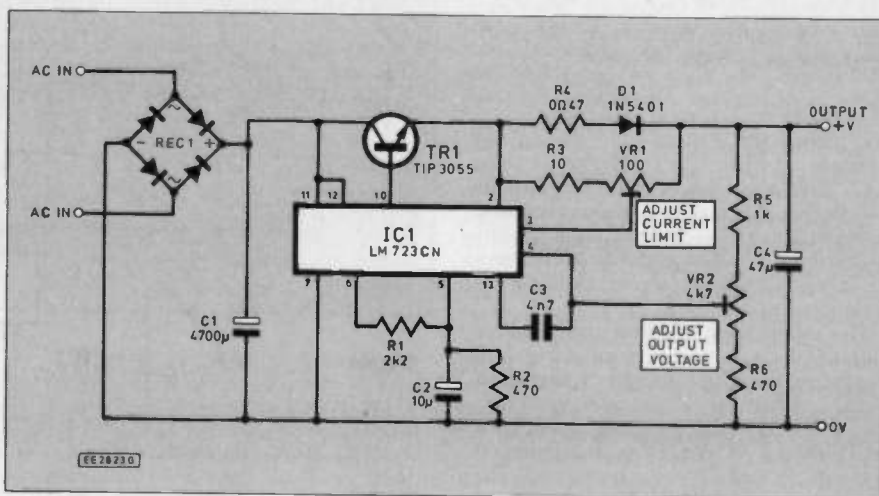 AC IN
AC IN
REC1
~
~
-
+
C1
4700µ
TR1
TIP3055
11
12
10
2
3
4
IC1
LM723CN
7
6
5
13
R1
2k2
C2
10µ
R2
470
C3
4n7
R4
0Ω47
D1
1N5401
R3
10
VR1
100
ADJUST
CURRENT
LIMIT
OUTPUT
+V
R5
1k
C4
47µ
VR2
4k7
ADJUST
OUTPUT
VOLTAGE
R6
470
0V
EE2823G